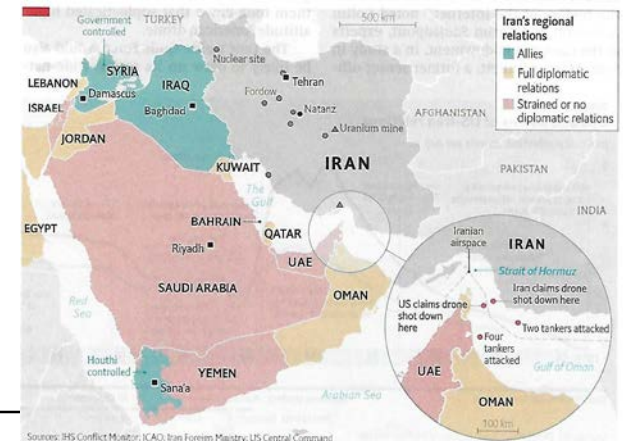 Government
controlled
TURKEY
500 km
Iran's regional
relations
Allies
Full diplomatic
relations
Strained or no
diplomatic relations
Nuclear site
SYRIA
LEBANON
Damascus
IRAQ
Tehran
Fordow
ISRAEL
Baghdad
Natanz
AFGHANISTAN
JORDAN
Uranium mine
KUWAIT
IRAN
PAKISTAN
The
Gulf
INDIA
EGYPT
BAHRAIN
QATAR
Riyadh
UAE
SAUDI ARABIA
OMAN
Red
Sea
Houthi
controlled
YEMEN
Sana'a
Arabian Sea
Iranian
airspace
IRAN
Strait of Hormuz
US claims drone
shot down
here
Iran claims drone
shot down here
Two tankers attacked
Four
tankers
attacked
Gulf of Oman
UAE
OMAN
100 km
Sources: IHS Conflict Monitor; ICAO; Iran Foreign Ministry; US Central Command